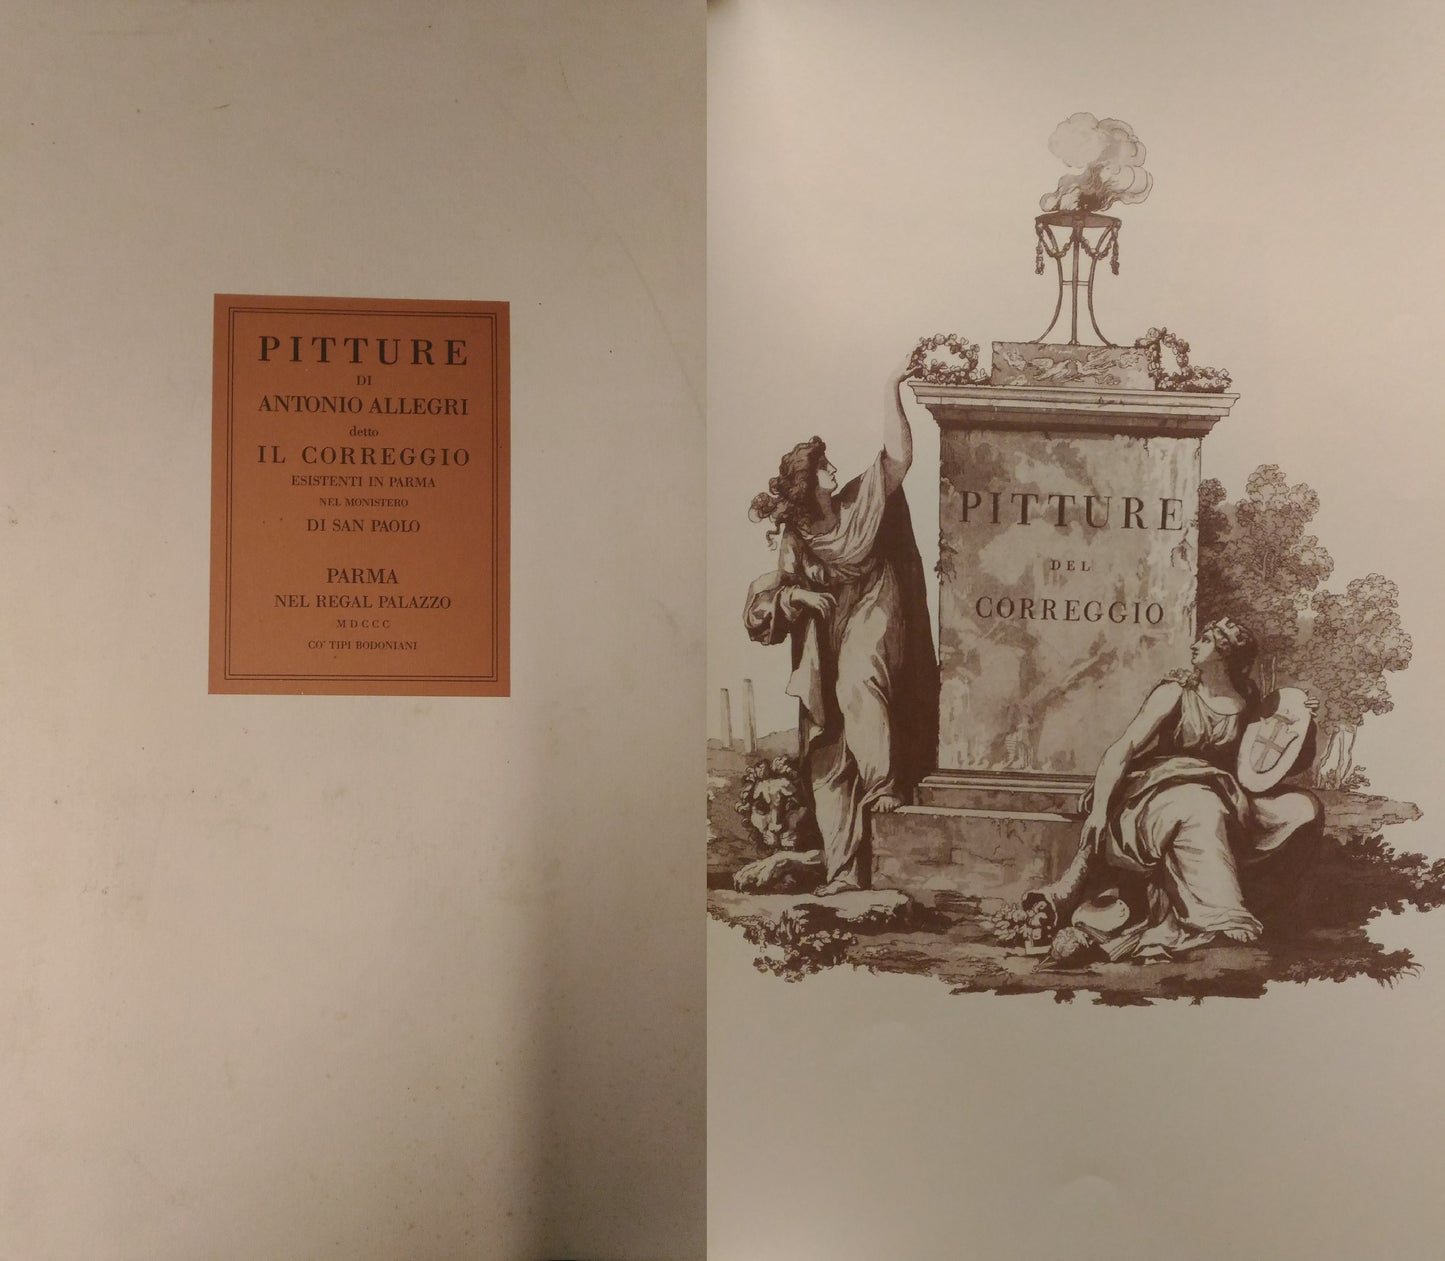 PITTURE
DI
ANTONIO ALLEGRI
detto
IL CORREGGIO
ESISTENTI IN PARMA
NEL MONISTERO
DI SAN PAOLO
PARMA
NEL REGAL PALAZZO
MDCCC
CO' TIPI BODONIANI
PITTURE
DEL
CORREGGIO